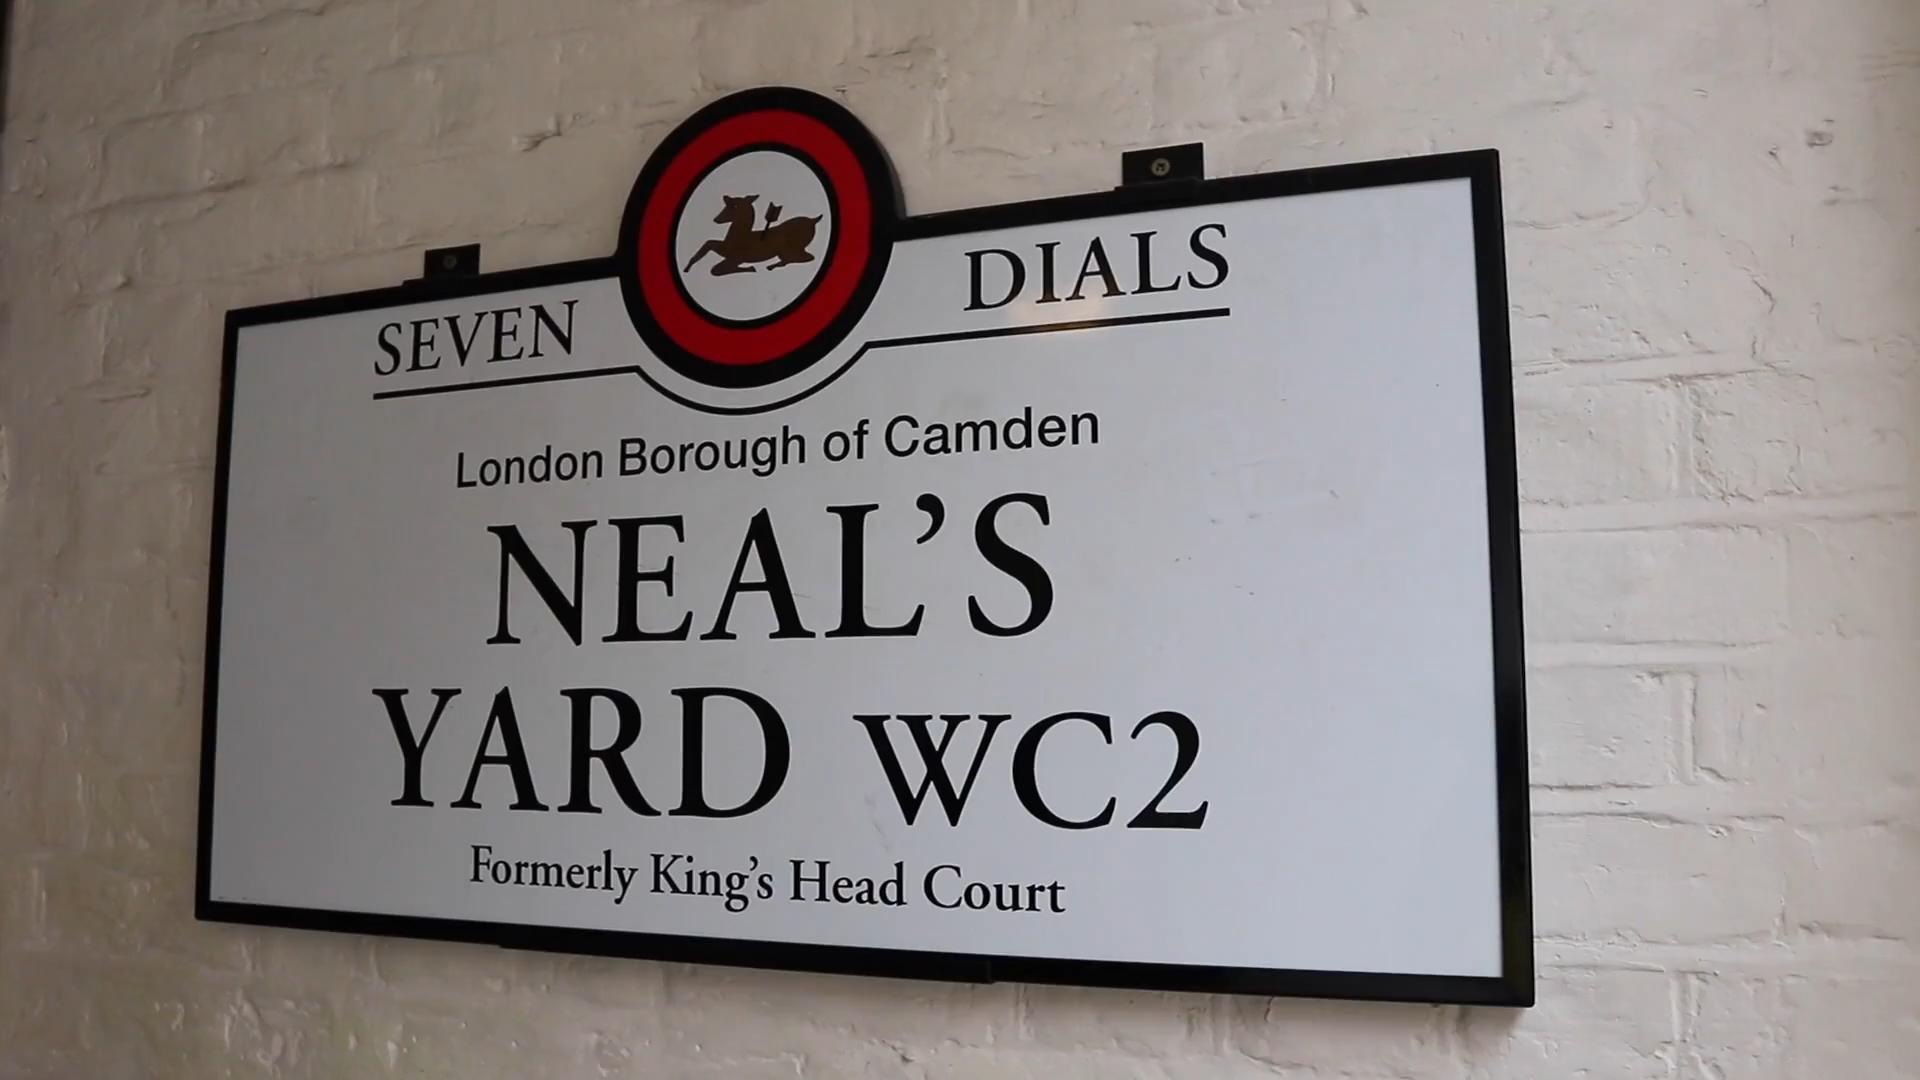 SEVEN DIALS
London Borough of Camden
NEAL’S
YARD WC2
Formerly King’s Head Court